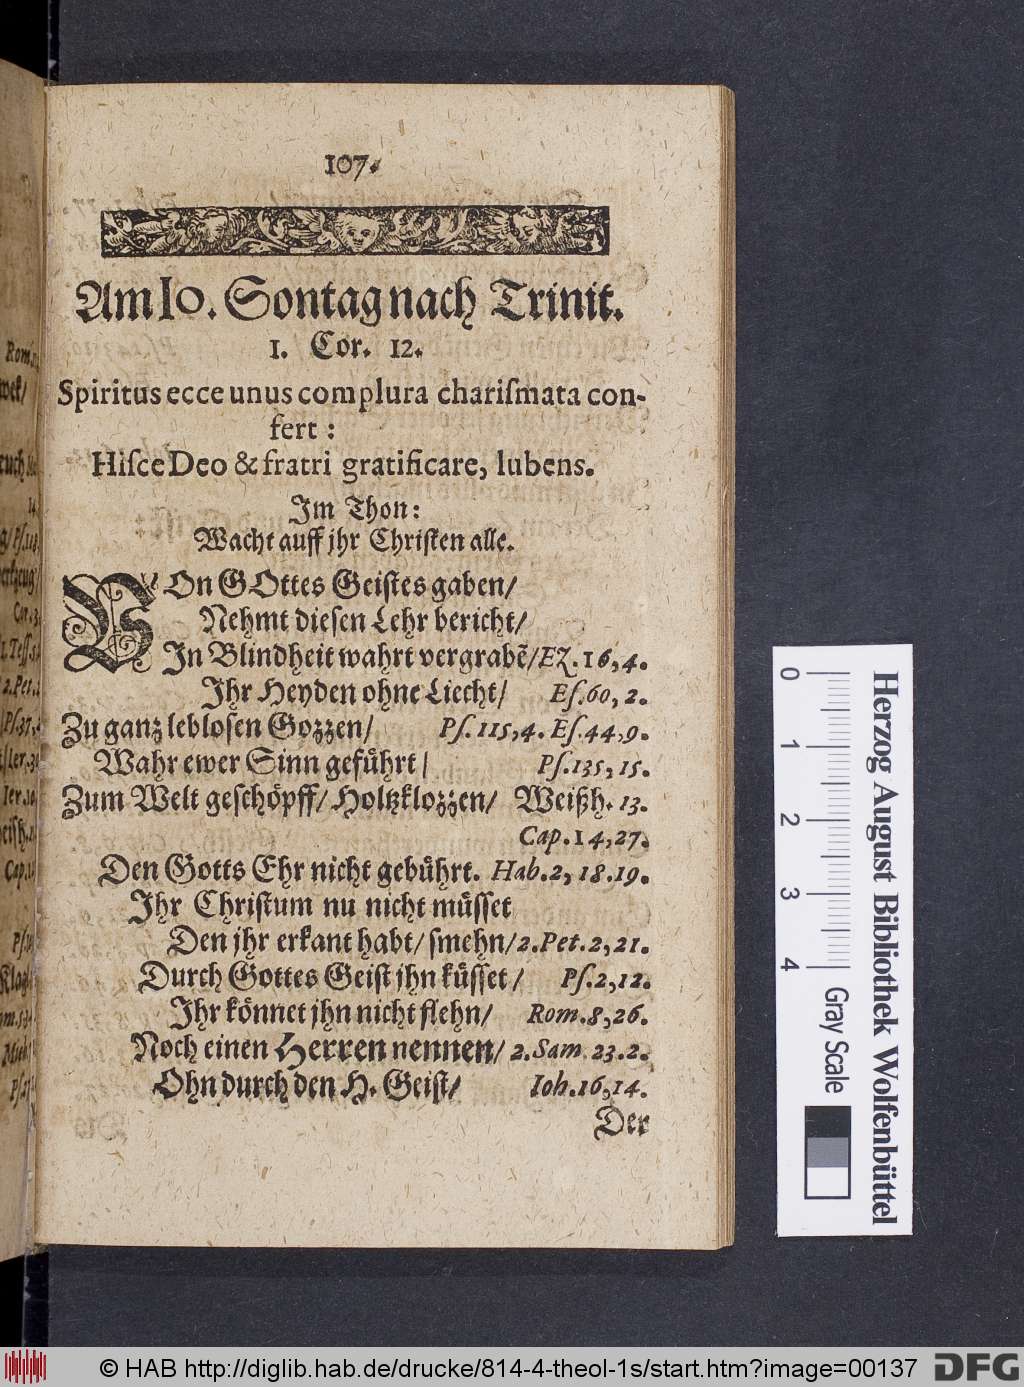 107.
Am 10. Sontag nach Trinit.
1. Cor. 12.
Spiritus ecce unus complura chariſmata con-
fert:
Hiſce Deo & fratri gratificare, lubens.
Im Thon:
Wacht auff jhr Chriſten alle.
VOn GOttes Geiſtes gaben/
Nehmt dieſen Lehr bericht/
In Blindheit wahrt vergrabẽ/ EZ. 16, 4.
Ihr Heyden ohne Liecht/ Eſ. 60, 2.
Zu ganz lebloſen Gozzen/ Pſ. 115, 4. Eſ. 44, 9.
Wahr ewer Sinn geführt/ Pſ. 135, 15.
Zum Welt geſchöpff/ Holtzklozzen/ Weißh. 13.
Cap. 14, 27.
Den Gotts Ehr nicht gebührt. Hab. 2, 18. 19.
Ihr Chriſtum nu nicht müſſet
Den jhr erkant habt/ ſmehn/ 2. Pet. 2, 21.
Durch Gottes Geiſt jhn küſſet/ Pſ. 2, 12.
Ihr könnet jhn nicht flehn/ Rom. 8, 26.
Noch einen Herren nennen/ 2. Sam. 23. 2.
Ohn durch den H. Geiſt/ Ioh. 16, 14.
Der
0 1 2 3 4
Gray Scale
Herzog August Bibliothek Wolfenbüttel
© HAB http://diglib.hab.de/drucke/814-4-theol-1s/start.htm?image=00137
DFG